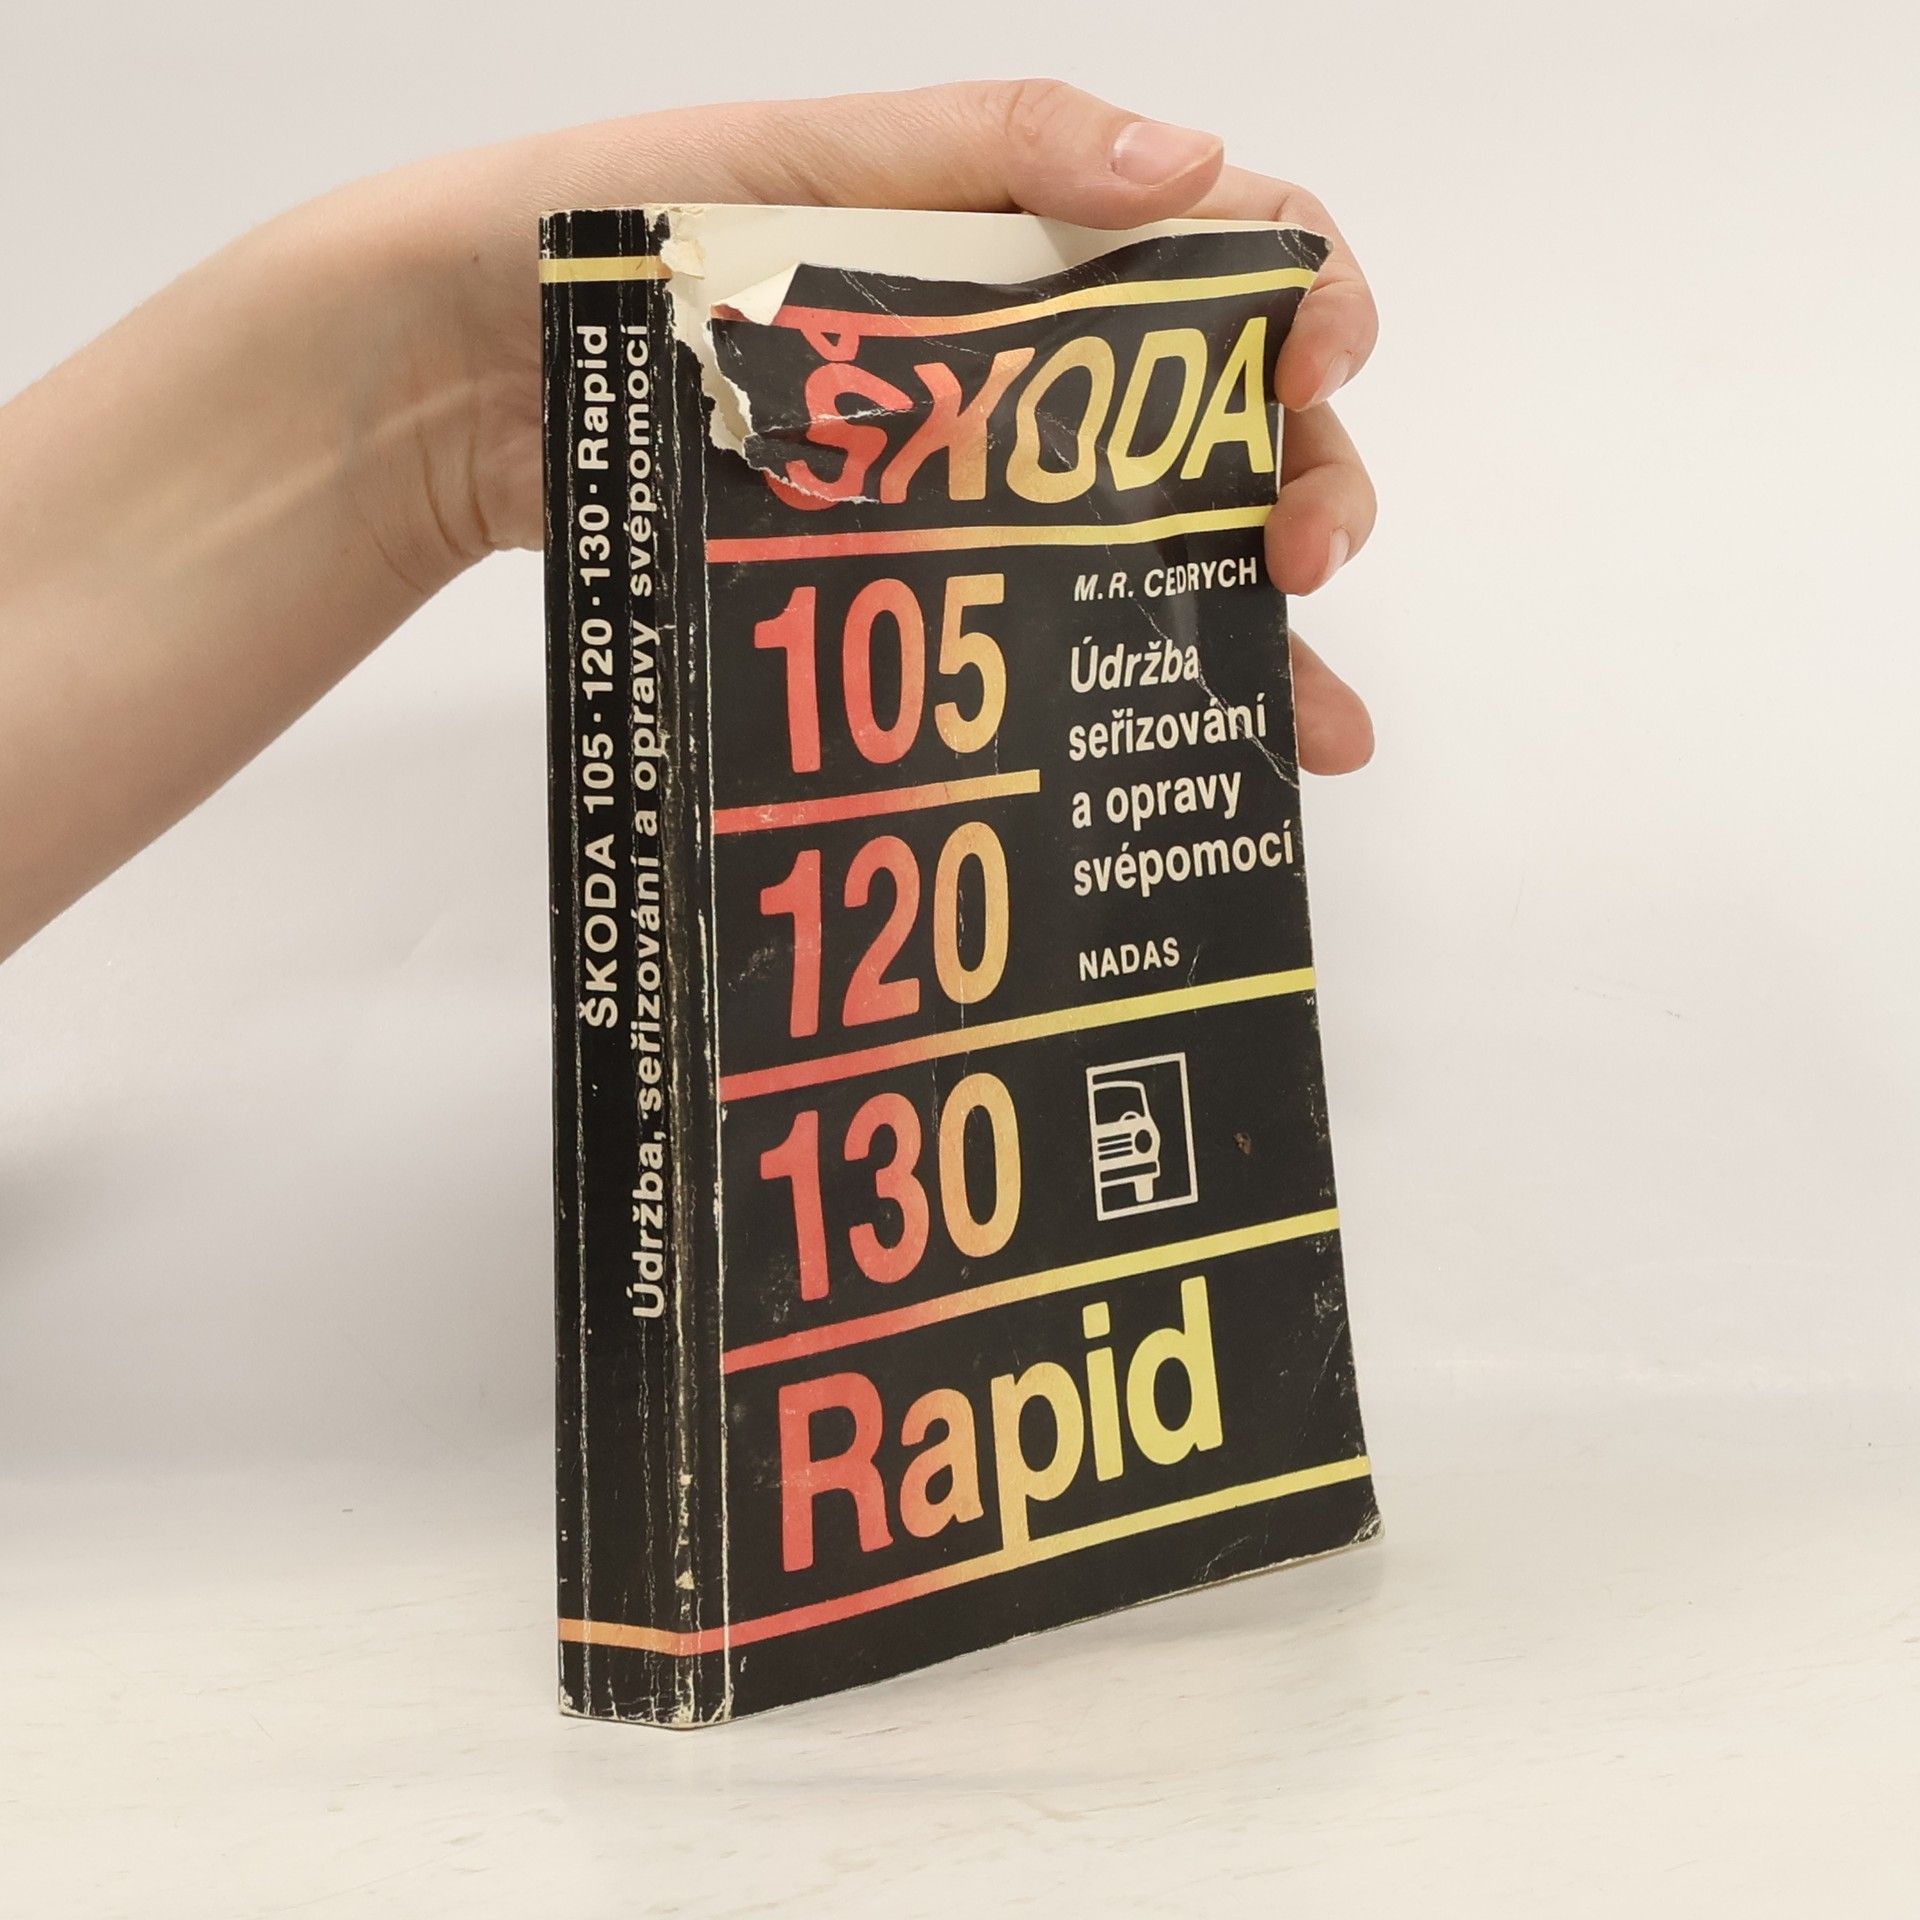 ŠKODA 105·120·130·Rapid
Údržba, seřizování a opravy svépomocí
ŠKODA
105
M.R. CEDRYCH
Údržba
seřizování
a opravy
svépomocí
120
NADAS
130
Rapid